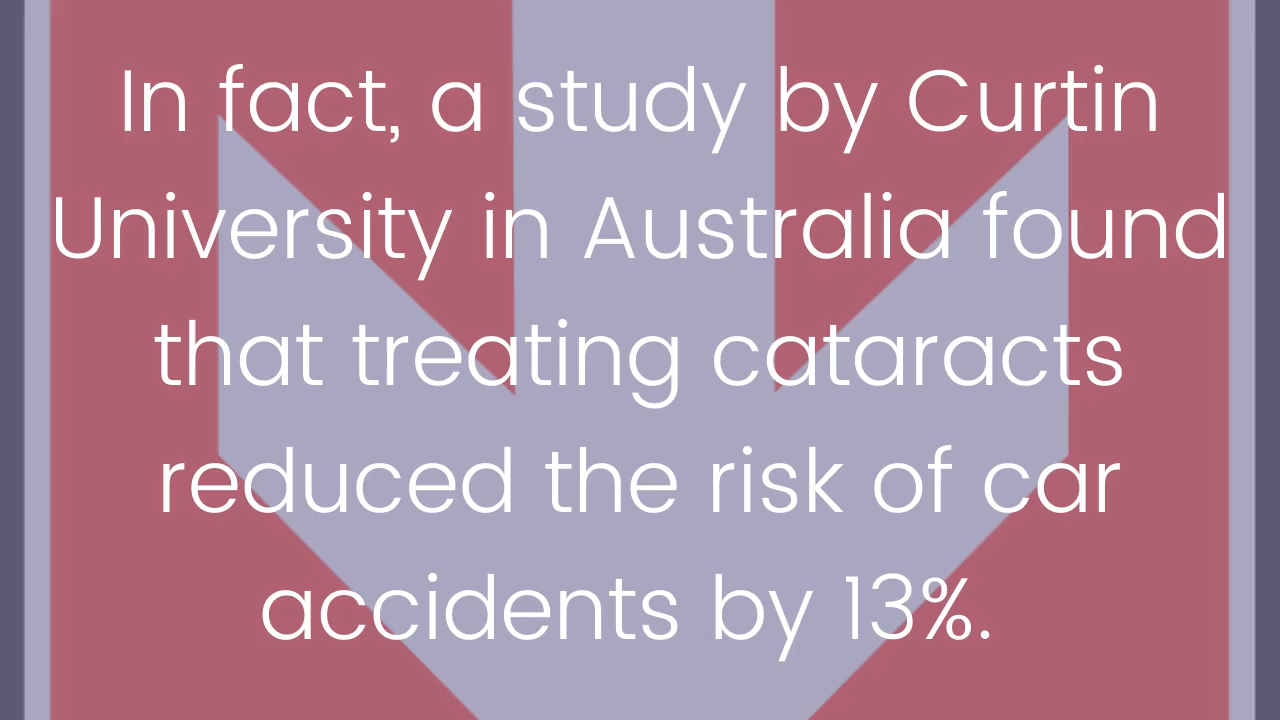 In fact, a study by Curtin
University in Australia found
that treating cataracts
reduced the risk of car
accidents by 13%.